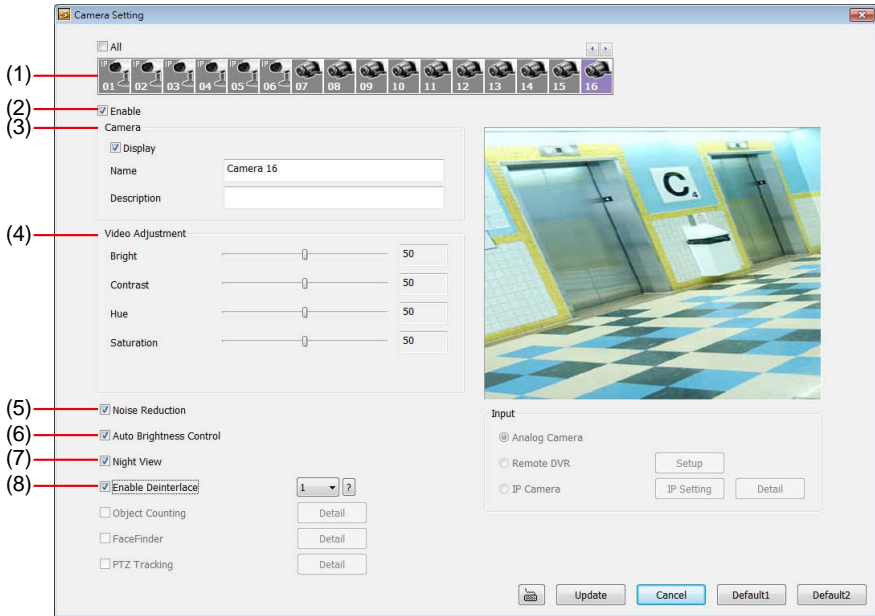 Camera Setting
All
(1)
IP 01 IP 02 IP 03 IP 04 IP 05 IP 06 07 08 09 10 11 12 13 14 15 16
(2) Enable
(3) Camera
Display
Name Camera 16
Description
C 4
(4) Video Adjustment
Bright 50
Contrast 50
Hue 50
Saturation 50
(5) Noise Reduction
(6) Auto Brightness Control
(7) Night View
(8) Enable Deinterlace 1 ?
Object Counting Detail
FaceFinder Detail
PTZ Tracking Detail
Input
Analog Camera
Remote DVR Setup
IP Camera IP Setting Detail
Update Cancel Default1 Default2